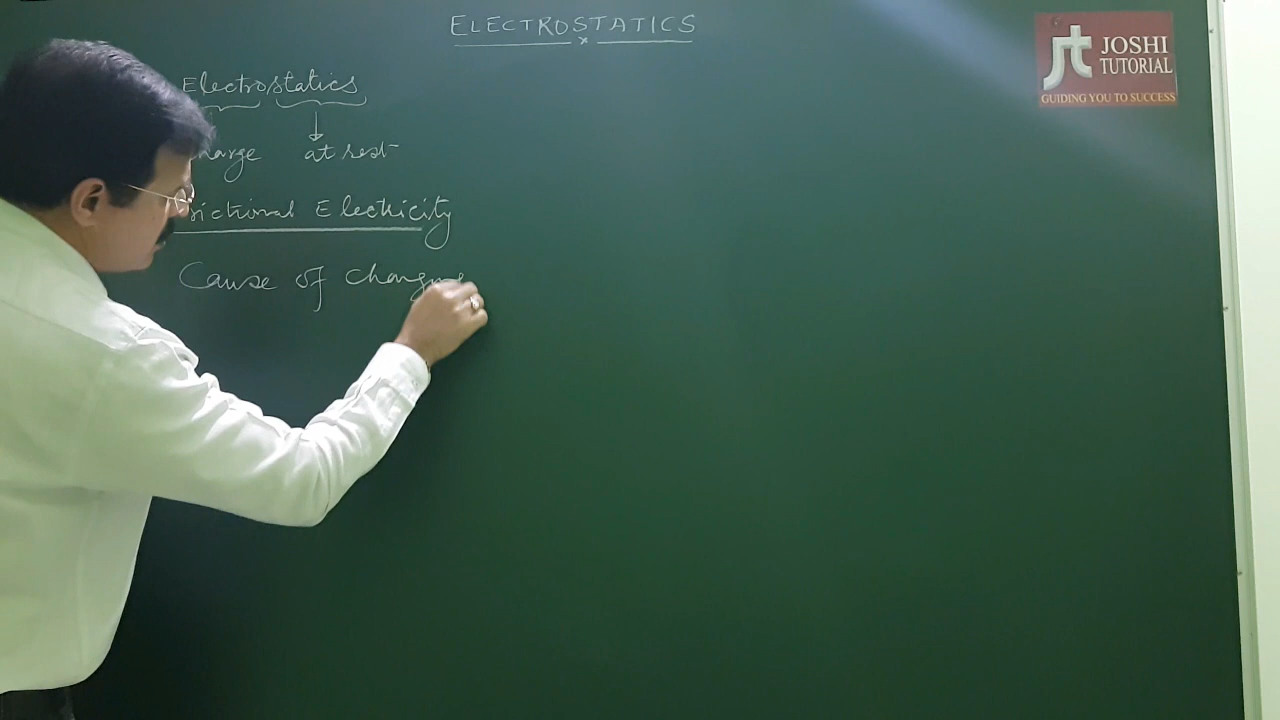 ELECTROSTATICS
x
JOSHI
TUTORIAL
GUIDING YOU TO SUCCESS
Electrostatics
at rest
Electricity
Cause of